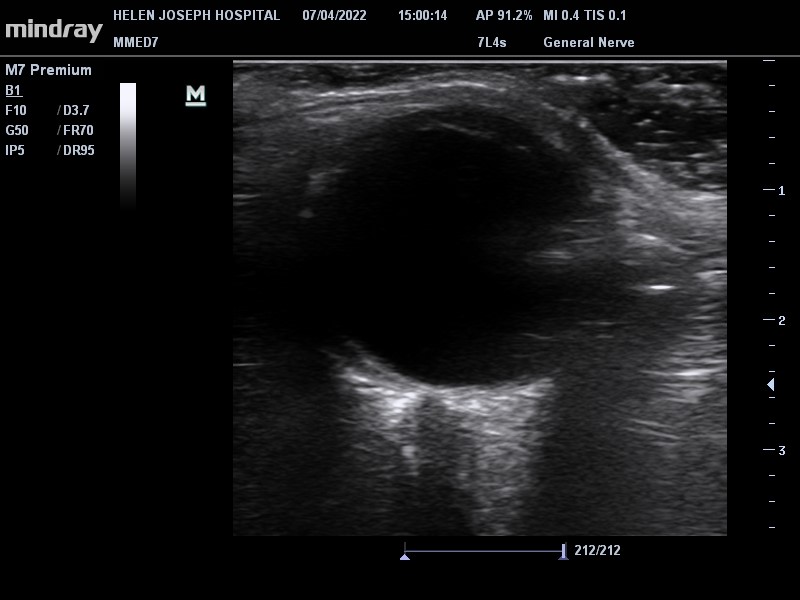 mindray
HELEN JOSEPH HOSPITAL 07/04/2022 15:00:14 AP 91.2% MI 0.4 TIS 0.1
MMED7 7L4s General Nerve
M7 Premium
B1
F10 / D3.7
G50 / FR70
IP5 / DR95
M
1
2
3
212/212